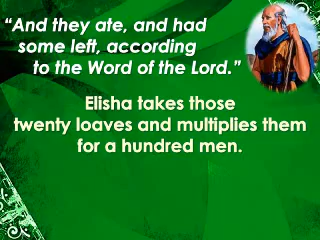 “And they ate, and had
some left, according
to the Word of the Lord.”
Elisha takes those
twenty loaves and multiplies them
for a hundred men.